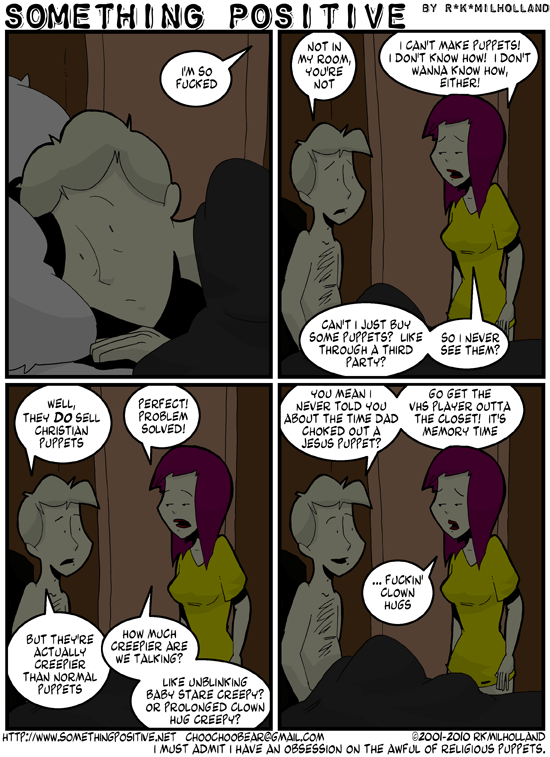 SOMETHING POSITIVE BY R*K*MILHOLLAND
I'M SO
FUCKED
NOT IN
MY ROOM,
YOU'RE
NOT
I CAN'T MAKE PUPPETS!
I DON'T KNOW HOW! I DON'T
WANNA KNOW HOW,
EITHER!
CAN'T I JUST BUY
SOME PUPPETS? LIKE
THROUGH A THIRD
PARTY?
SO I NEVER
SEE THEM?
WELL,
THEY DO SELL
CHRISTIAN
PUPPETS
PERFECT!
PROBLEM
SOLVED!
BUT THEY'RE
ACTUALLY
CREEPIER
THAN NORMAL
PUPPETS
HOW MUCH
CREEPIER ARE
WE TALKING?
LIKE UNBLINKING
BABY STARE CREEPY?
OR PROLONGED CLOWN
HUG CREEPY?
YOU MEAN I
NEVER TOLD YOU
ABOUT THE TIME DAD
CHOKED OUT A
JESUS PUPPET?
GO GET THE
VHS PLAYER OUTTA
THE CLOSET! IT'S
MEMORY TIME
... FUCKIN'
CLOWN
HUGS
HTTP://WWW.SOMETHINGPOSITIVE.NET CHOOCHOOBEAR@GMAIL.COM ©2001-2010 RKMILHOLLAND
I MUST ADMIT I HAVE AN OBSESSION ON THE AWFUL OF RELIGIOUS PUPPETS.